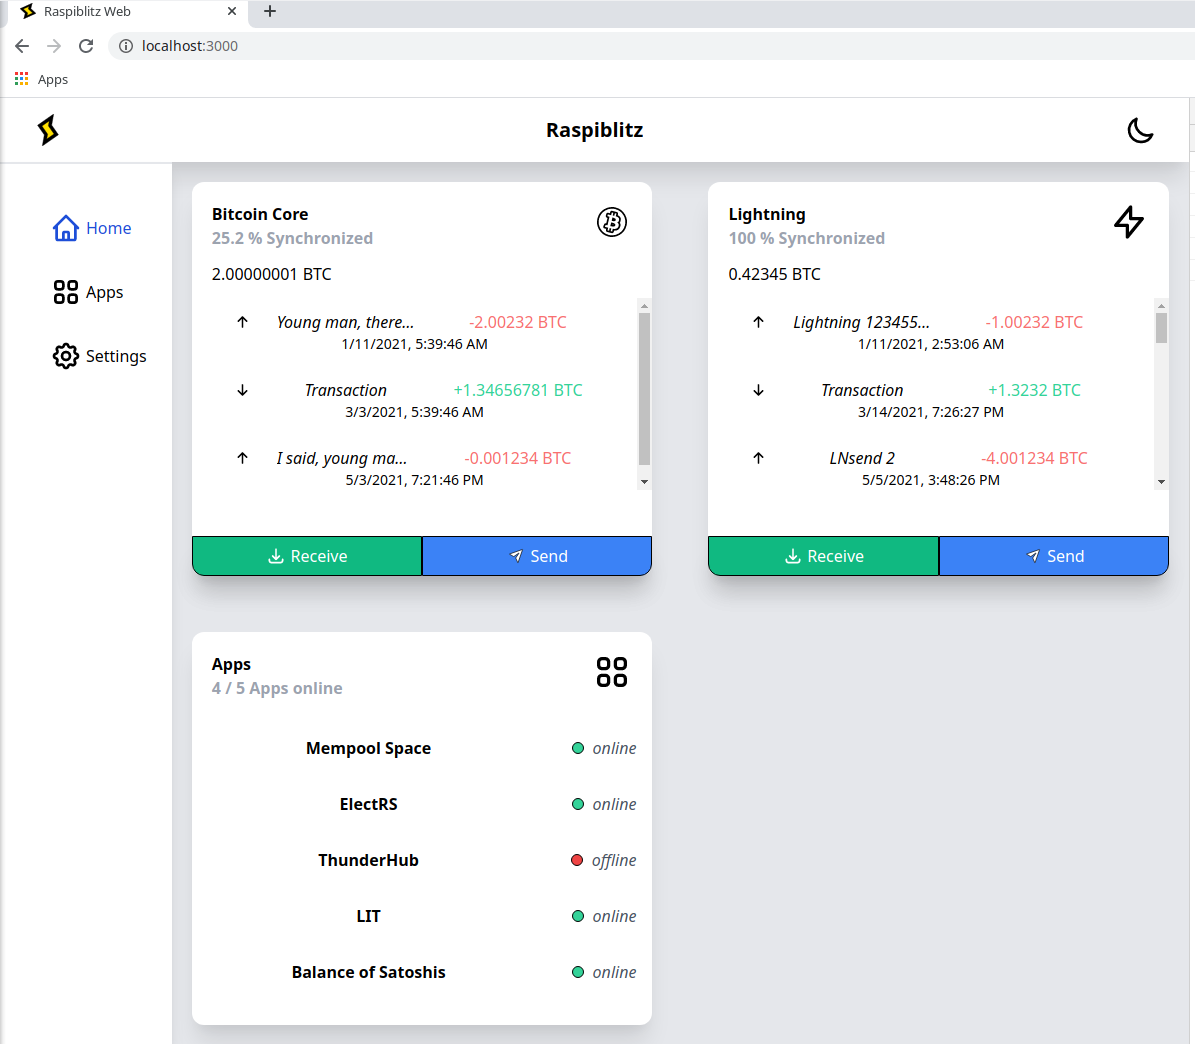 Raspiblitz Web
localhost:3000
Apps
Raspiblitz
Home
Apps
Settings
Bitcoin Core
25.2 % Synchronized
2.00000001 BTC
Young man, there... -2.00232 BTC
1/11/2021, 5:39:46 AM
Transaction +1.34656781 BTC
3/3/2021, 5:39:46 AM
I said, young ma... -0.001234 BTC
5/3/2021, 7:21:46 PM
Receive Send
Lightning
100 % Synchronized
0.42345 BTC
Lightning 123455... -1.00232 BTC
1/11/2021, 2:53:06 AM
Transaction +1.3232 BTC
3/14/2021, 7:26:27 PM
LNsend 2 -4.001234 BTC
5/5/2021, 3:48:26 PM
Receive Send
Apps
4 / 5 Apps online
Mempool Space online
ElectRS online
ThunderHub offline
LIT online
Balance of Satoshis online